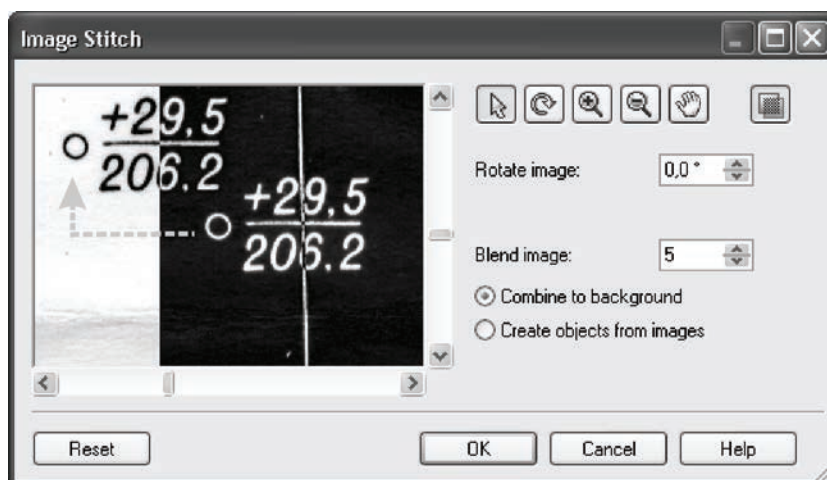 Image Stitch
+29,5
206.2
+29,5
206.2
Rotate image: 0,0 °
Blend image: 5
Combine to background
Create objects from images
Reset OK Cancel Help